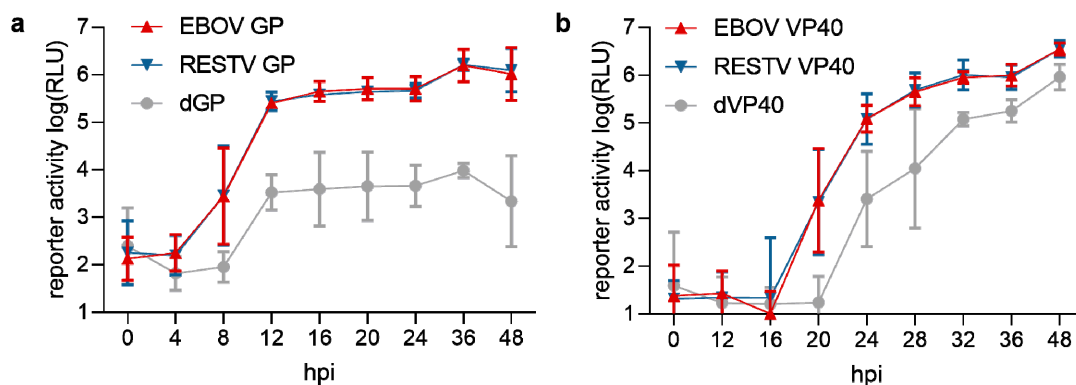 a
reporter activity log(RLU)
7
6
5
4
3
2
1
EBOV GP
RESTV GP
dGP
0 4 8 12 16 20 24 36 48
hpi
b
reporter activity log(RLU)
7
6
5
4
3
2
1
EBOV VP40
RESTV VP40
dVP40
0 12 16 20 24 28 32 36 48
hpi